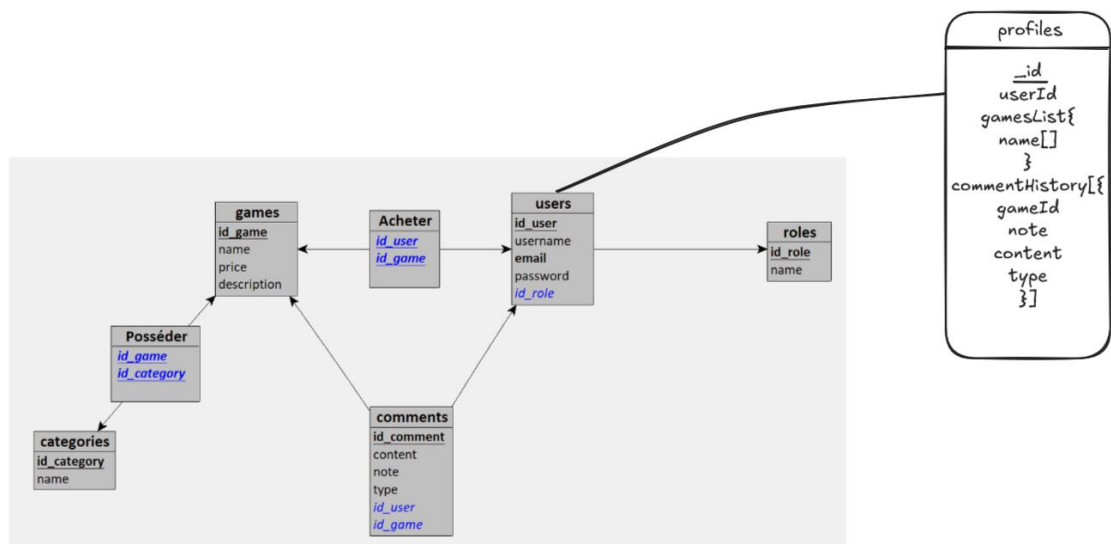 profiles
_id
userId
gamesList{
name[]
}
commentHistory[{
gameId
note
content
type
}]
games
id_game
name
price
description
Acheter
id_user
id_game
users
id_user
username
email
password
id_role
roles
id_role
name
Posséder
id_game
id_category
categories
id_category
name
comments
id_comment
content
note
type
id_user
id_game